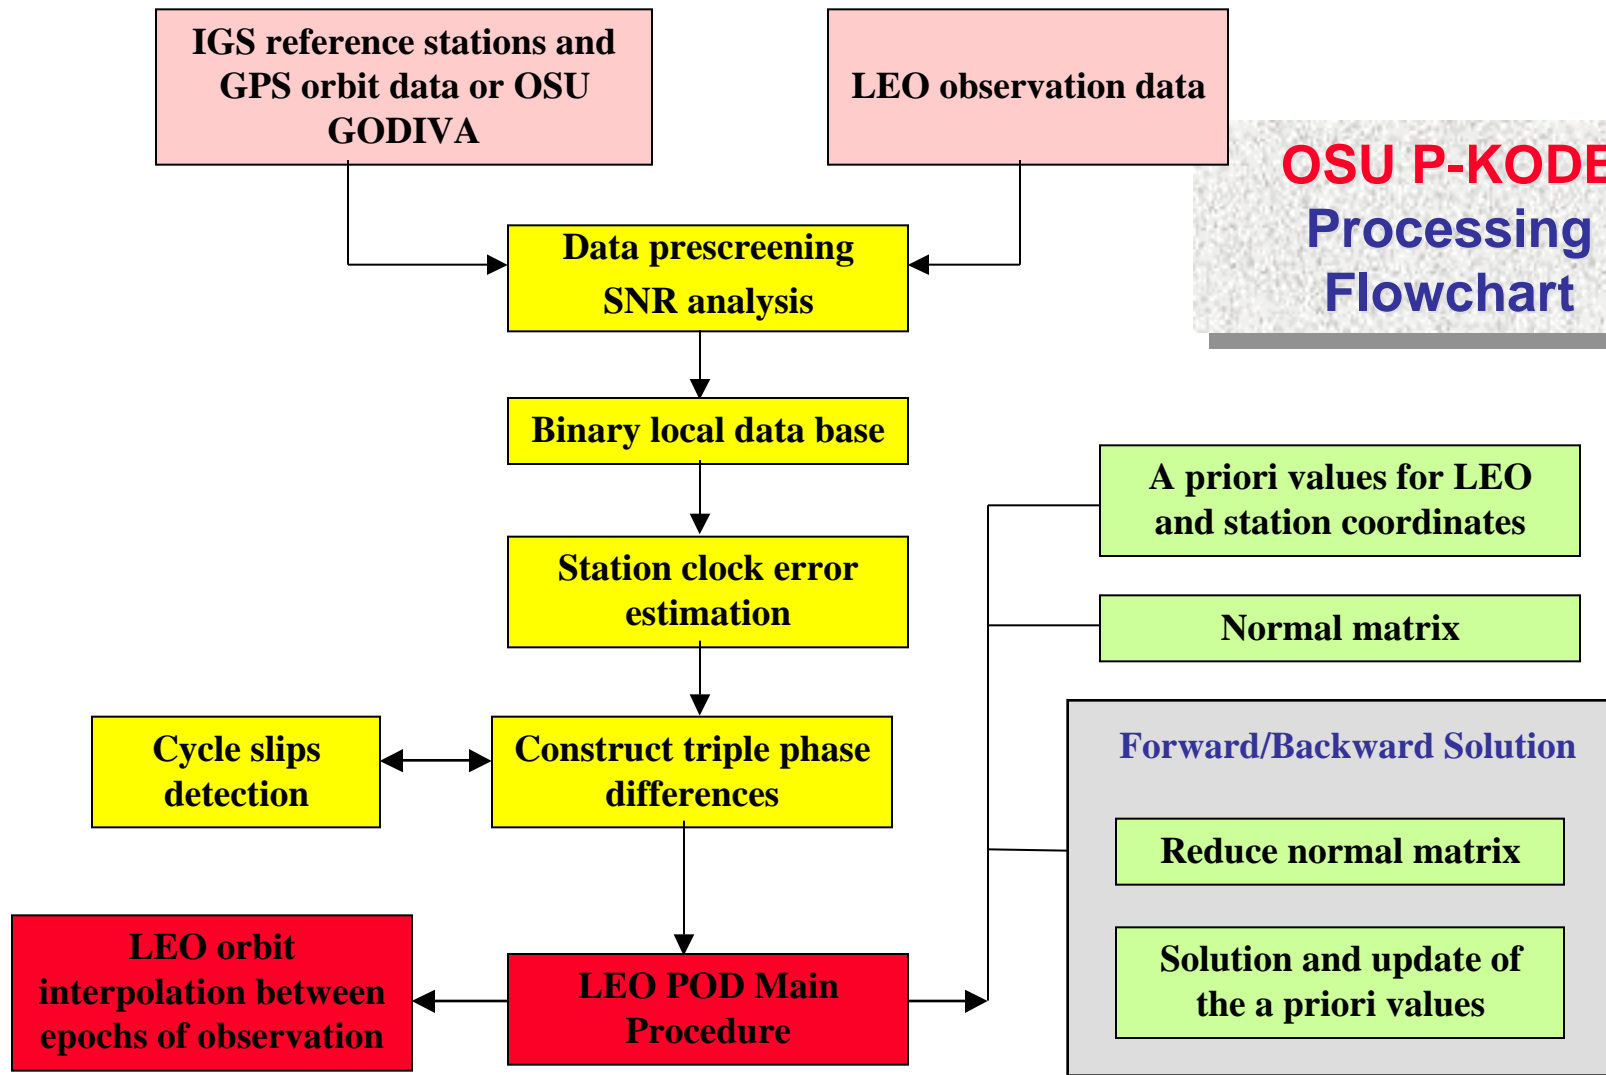 IGS reference stations and
GPS orbit data or OSU
GODIVA
LEO observation data
OSU P-KODE
Processing
Flowchart
Data prescreening
SNR analysis
Binary local data base
A priori values for LEO
and station coordinates
Station clock error
estimation
Normal matrix
Cycle slips
detection
Construct triple phase
differences
Forward/Backward Solution
Reduce normal matrix
Solution and update of
the a priori values
LEO orbit
interpolation between
epochs of observation
LEO POD Main
Procedure